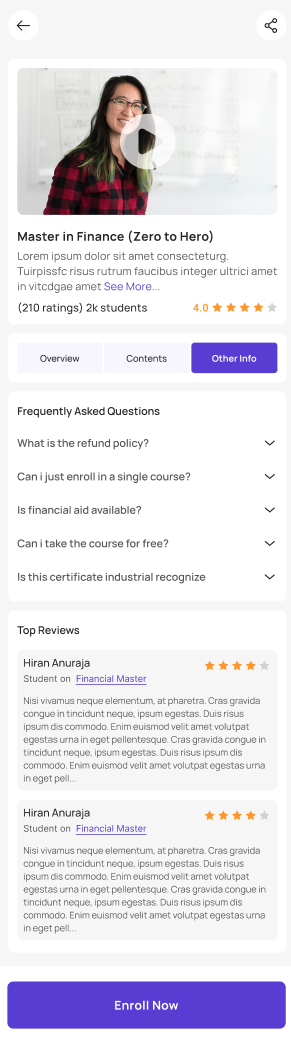 Master in Finance (Zero to Hero)
Lorem ipsum dolor sit amet consecteturg.
Tuirpissfc risus rutrum faucibus integer ultrici amet
in vitcdgae amet See More...
(210 ratings) 2k students 4.0
Overview Contents Other Info
Frequently Asked Questions
What is the refund policy?
Can i just enroll in a single course?
Is financial aid available?
Can i take the course for free?
Is this certificate industrial recognize
Top Reviews
Hiran Anuraja
Student on Financial Master
Nisi vivamus neque elementum, at pharetra. Cras gravida
congue in tincidunt neque, ipsum egestas. Duis risus
ipsum dis commodo. Enim euismod velit amet volutpat
egestas urna in eget pellentesque. Cras gravida congue in
tincidunt neque, ipsum egestas. Duis risus ipsum dis
commodo. Enim euismod velit amet volutpat egestas urna
in eget pell...
Hiran Anuraja
Student on Financial Master
Nisi vivamus neque elementum, at pharetra. Cras gravida
congue in tincidunt neque, ipsum egestas. Duis risus
ipsum dis commodo. Enim euismod velit amet volutpat
egestas urna in eget pellentesque. Cras gravida congue in
tincidunt neque, ipsum egestas. Duis risus ipsum dis
commodo. Enim euismod velit amet volutpat egestas urna
in eget pell...
Enroll Now